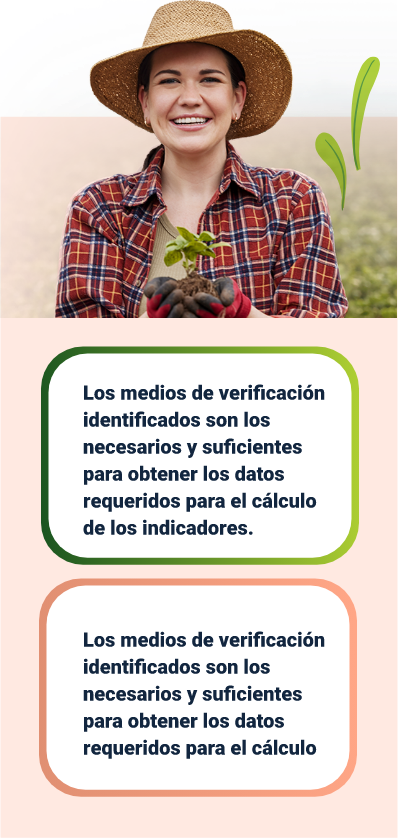 Los medios de verificación
identificados son los
necesarios y suficientes
para obtener los datos
requeridos para el cálculo
de los indicadores.
Los medios de verificación
identificados son los
necesarios y suficientes
para obtener los datos
requeridos para el cálculo